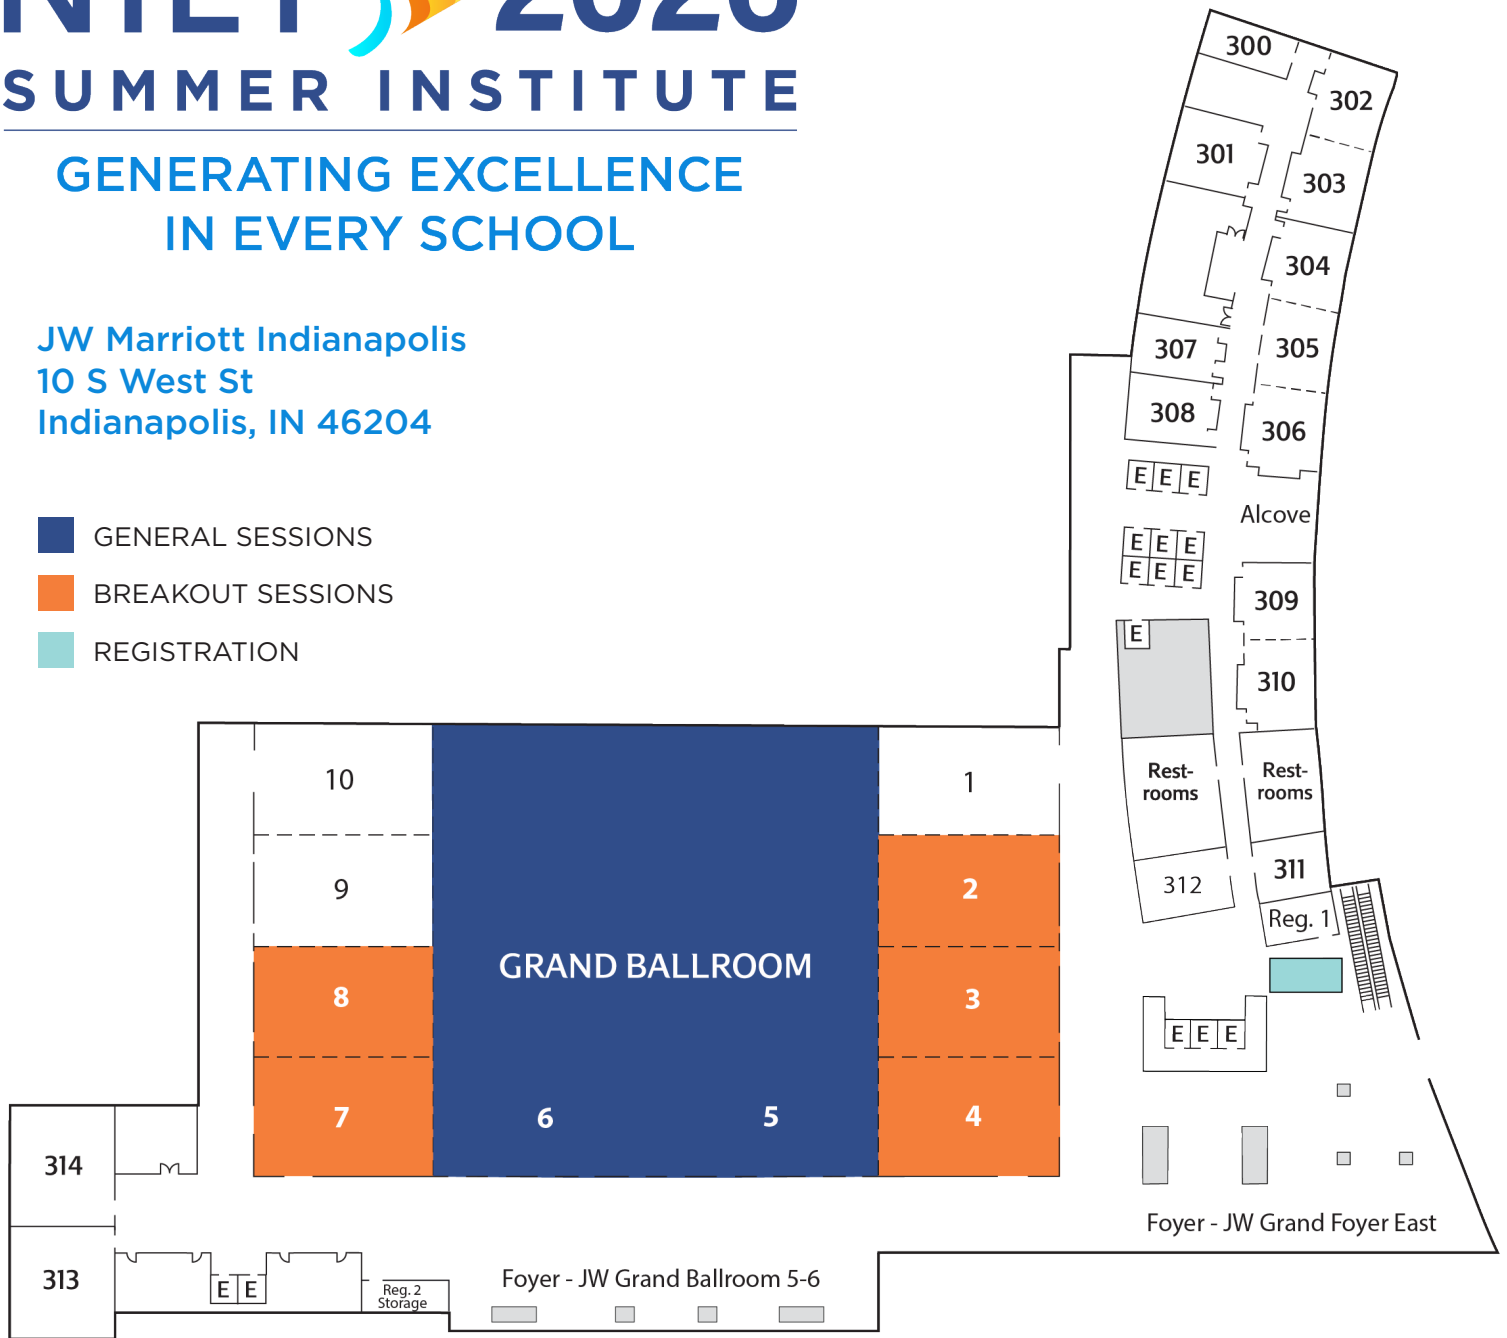 NIET 2026
SUMMER INSTITUTE
GENERATING EXCELLENCE
IN EVERY SCHOOL
JW Marriott Indianapolis
10 S West St
Indianapolis, IN 46204
GENERAL SESSIONS
BREAKOUT SESSIONS
REGISTRATION
300
302
301
303
304
307
305
308
306
E E E
Alcove
E E E
E E E
309
E
310
Rest-
rooms
Rest-
rooms
311
312
Reg. 1
E E E
10
1
9
2
GRAND BALLROOM
8
3
7
6
5
4
314
313
E E
Reg. 2
Storage
Foyer - JW Grand Ballroom 5-6
Foyer - JW Grand Foyer East